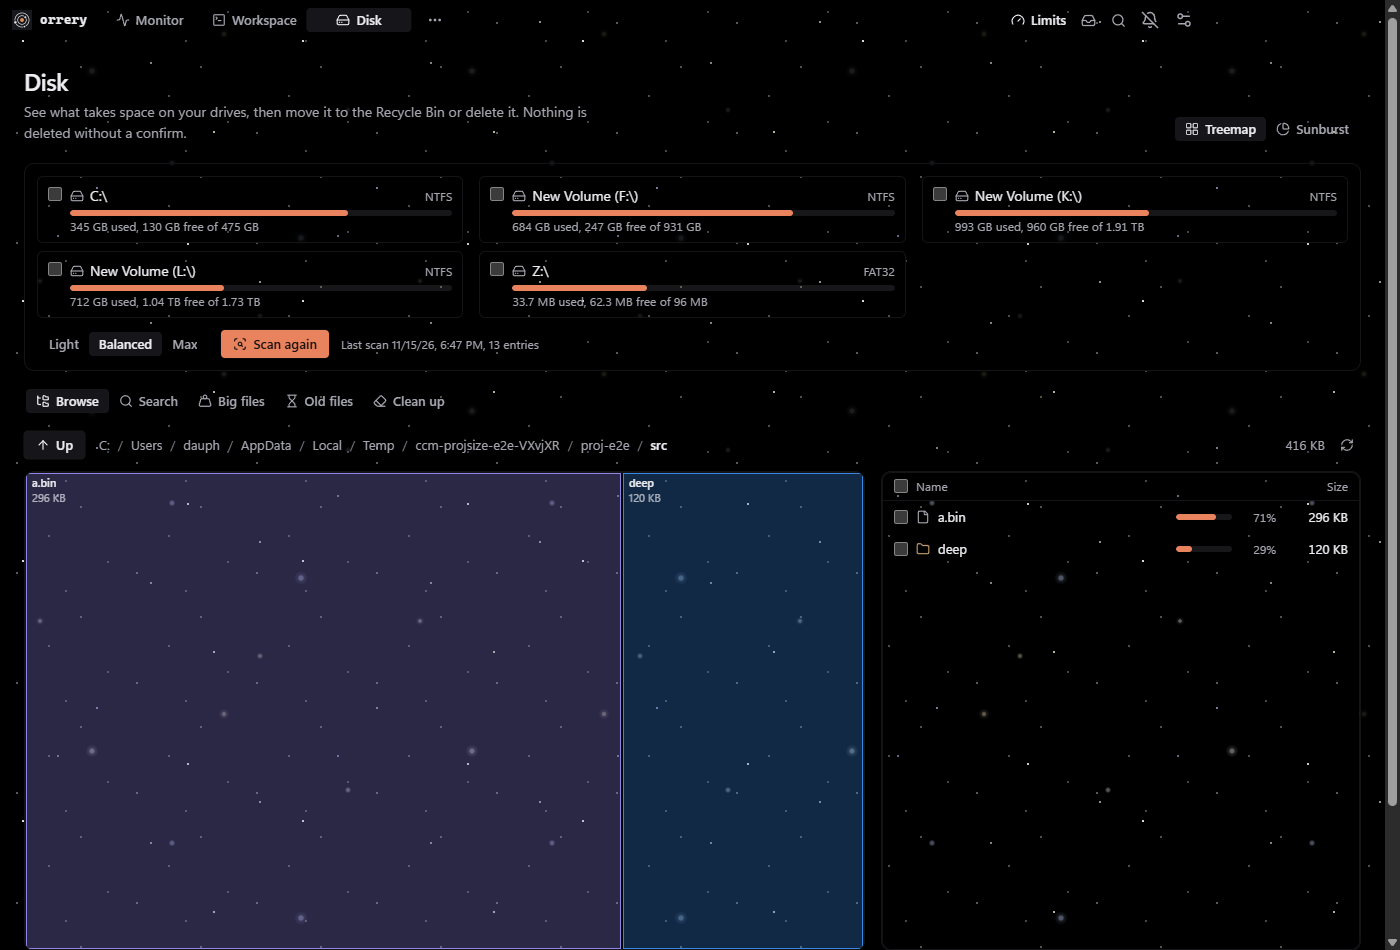 orrery Monitor Workspace Disk ··· Limits
Disk
See what takes space on your drives, then move it to the Recycle Bin or delete it. Nothing is
deleted without a confirm.
Treemap Sunburst
C:\ NTFS
345 GB used, 130 GB free of 475 GB
New Volume (F:\) NTFS
684 GB used, 247 GB free of 931 GB
New Volume (K:\) NTFS
993 GB used, 960 GB free of 1.91 TB
New Volume (L:\) NTFS
712 GB used, 1.04 TB free of 1.73 TB
Z:\ FAT32
33.7 MB used, 62.3 MB free of 96 MB
Light Balanced Max Scan again Last scan 11/15/26, 6:47 PM, 13 entries
Browse Search Big files Old files Clean up
Up C: / Users / dauph / AppData / Local / Temp / ccm-projsize-e2e-VXvjXR / proj-e2e / src 416 KB
a.bin
296 KB
deep
120 KB
Name Size
a.bin 71% 296 KB
deep 29% 120 KB